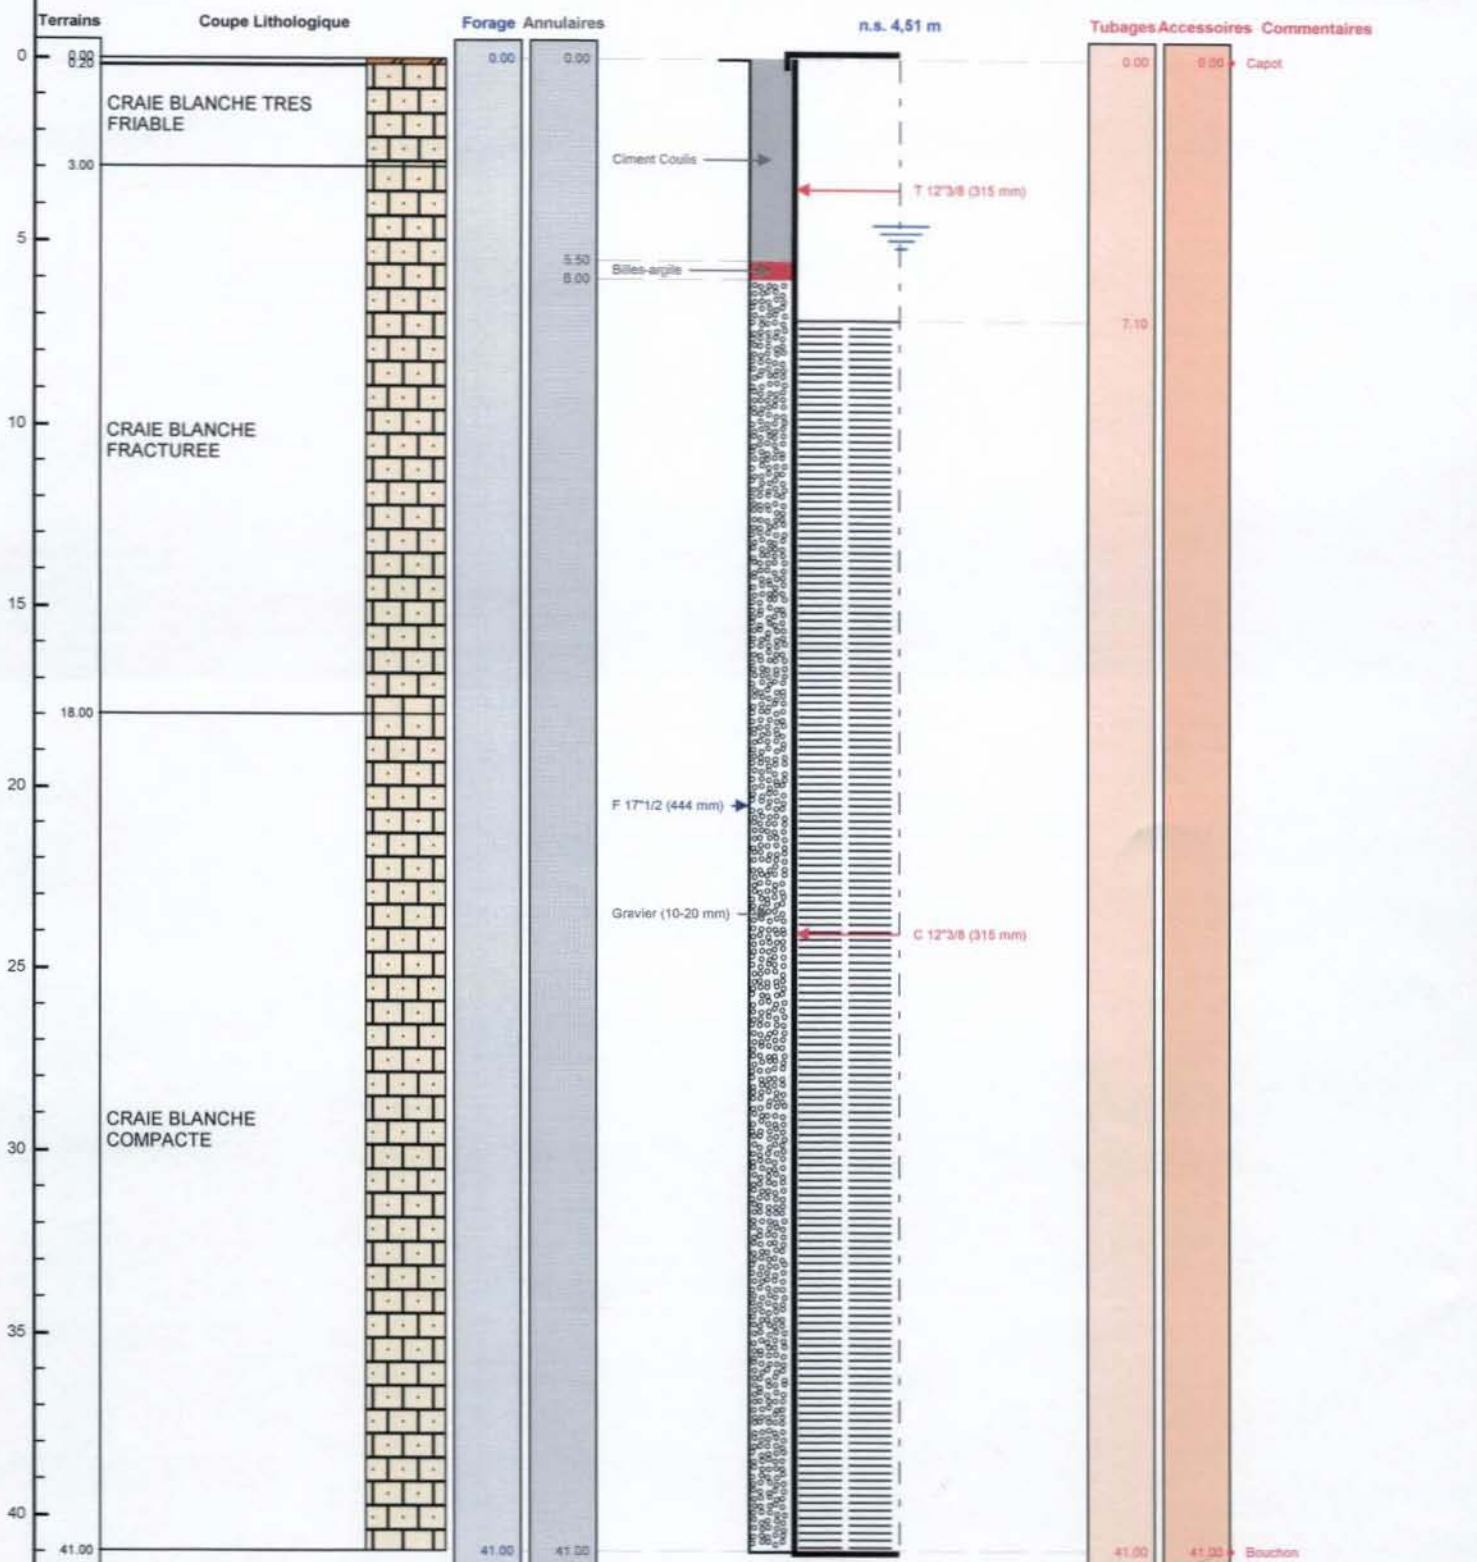 Terrains
Coupe Lithologique
Forage
Annulaires
n.s. 4,51 m
Tubages
Accessoires
Commentaires
0
0.00
0.20
0.00
0.00
0.00
0.00
Capot
CRAIE BLANCHE TRES
FRIABLE
3.00
Ciment Coulis
T 12"3/8 (315 mm)
5
5.50
Billes-argile
6.00
7.10
10
CRAIE BLANCHE
FRACTUREE
15
18.00
20
F 17"1/2 (444 mm)
Gravier (10-20 mm)
C 12"3/8 (315 mm)
25
CRAIE BLANCHE
COMPACTE
30
35
40
41.00
41.00
41.00
41.00
41.00
Bouchon